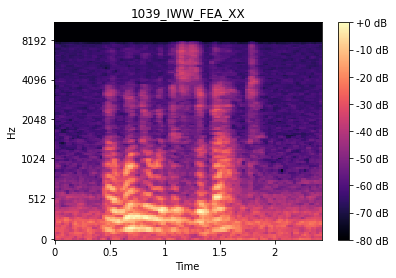 1039_IWW_FEA_XX
+0 dB
8192
-10 dB
4096
-20 dB
-30 dB
2048
-40 dB
Hz
1024
-50 dB
512
-60 dB
-70 dB
0
-80 dB
0 0.5 1 1.5 2
Time